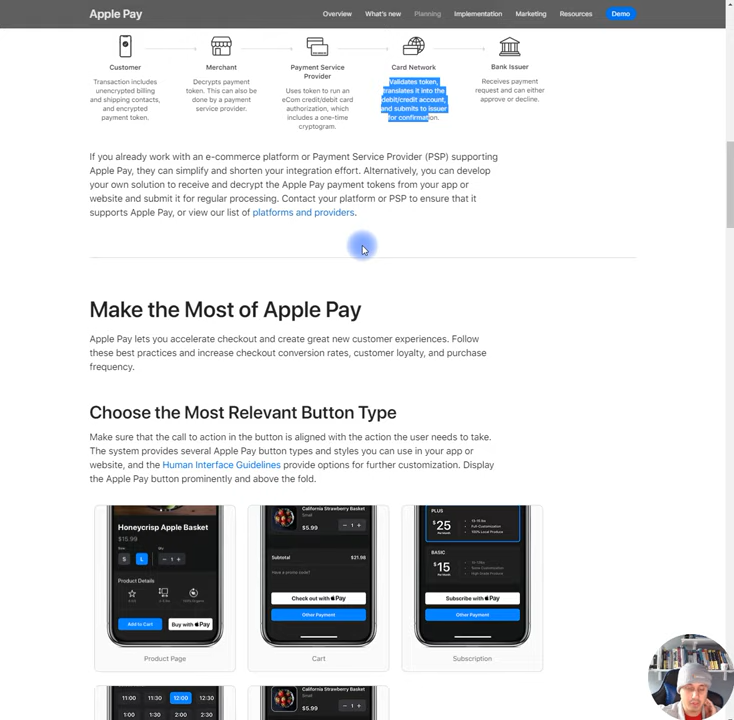 Apple Pay
Overview What's new Planning Implementation Marketing Resources Demo
Customer
Transaction includes
unencrypted billing
and shipping contacts,
and encrypted
payment token.
Merchant
Decrypts payment
token. This can also be
done by a payment
service provider.
Payment Service
Provider
Uses token to run an
eCom credit/debit card
authorization, which
includes a one-time
cryptogram.
Card Network
Validates token,
translates it into the
debit/credit account,
and submits to issuer
for confirmation.
Bank Issuer
Receives payment
request and can either
approve or decline.
If you already work with an e-commerce platform or Payment Service Provider (PSP) supporting
Apple Pay, they can simplify and shorten your integration effort. Alternatively, you can develop
your own solution to receive and decrypt the Apple Pay payment tokens from your app or
website and submit it for regular processing. Contact your platform or PSP to ensure that it
supports Apple Pay, or view our list of platforms and providers.
Make the Most of Apple Pay
Apple Pay lets you accelerate checkout and create great new customer experiences. Follow
these best practices and increase checkout conversion rates, customer loyalty, and purchase
frequency.
Choose the Most Relevant Button Type
Make sure that the call to action in the button is aligned with the action the user needs to take.
The system provides several Apple Pay button types and styles you can use in your app or
website, and the Human Interface Guidelines provide options for further customization. Display
the Apple Pay button prominently and above the fold.
Honeycrisp Apple Basket
$15.99
Size
Qty
S L − 1 +
Product Details
Add to Cart
Buy with Pay
Product Page
California Strawberry Basket
Small
$5.99 − 1 +
Subtotal $21.98
Have a promo code?
Check out with Pay
Other Payment
Cart
PLUS
$25
Per Month
BASIC
$15
Per Month
Subscribe with Pay
Other Payment
Subscription
11:00 11:30 12:00 12:30
1:00 1:30 2:00 2:30
California Strawberry Basket
Small
$5.99 − 1 +